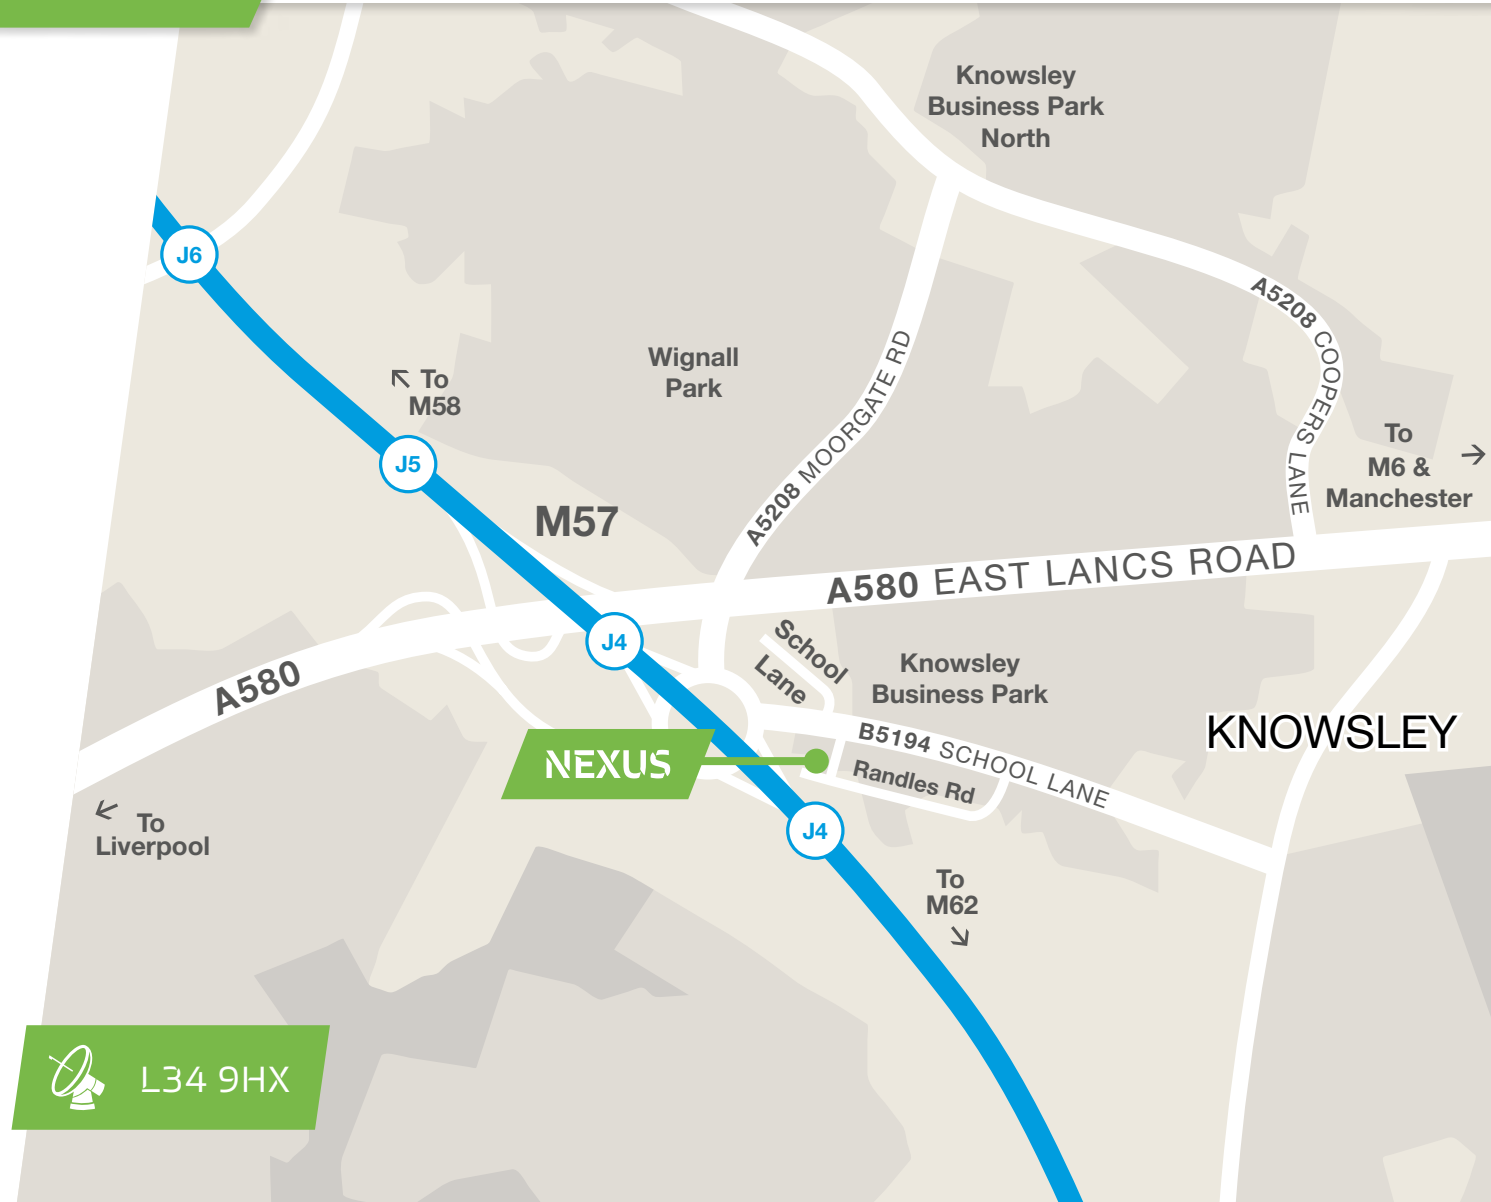 Knowsley
Business Park
North
J6
A5208 COOPERS LANE
Wignall
Park
To
M58
A5208 MOORGATE RD
To
M6 &
Manchester
J5
M57
A580 EAST LANCS ROAD
J4
School
Lane
Knowsley
Business Park
A580
KNOWSLEY
B5194 SCHOOL LANE
NEXUS
Randles Rd
To
Liverpool
J4
To
M62
L34 9HX